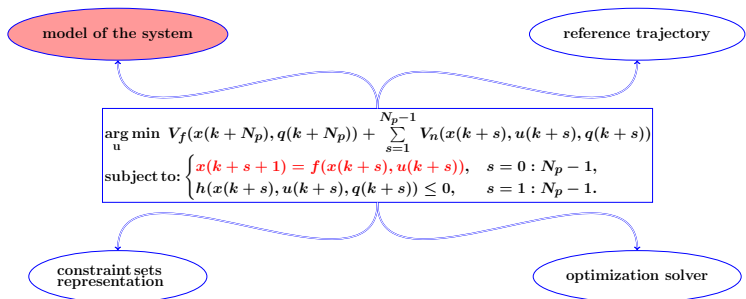 model of the system
reference trajectory
arg min V_f(x(k + N_p), q(k + N_p)) + ∑_{s=1}^{N_p−1} V_n(x(k + s), u(k + s), q(k + s))
u
subject to: { x(k + s + 1) = f(x(k + s), u(k + s)), s = 0 : N_p − 1,
h(x(k + s), u(k + s), q(k + s)) ≤ 0, s = 1 : N_p − 1.
constraint sets
representation
optimization solver